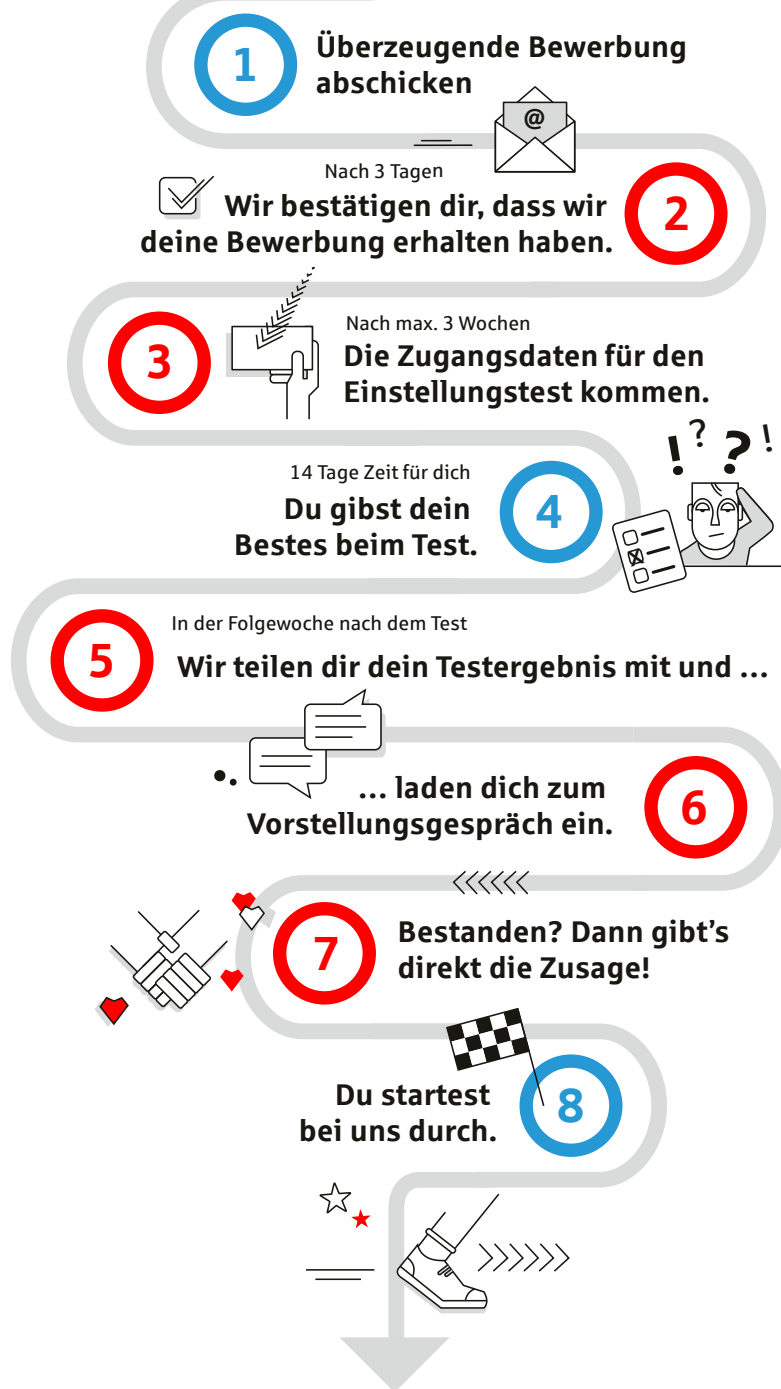 1
Überzeugende Bewerbung
abschicken
@
Nach 3 Tagen
Wir bestätigen dir, dass wir
deine Bewerbung erhalten haben.
2
3
Nach max. 3 Wochen
Die Zugangsdaten für den
Einstellungstest kommen.
! ? ? !
14 Tage Zeit für dich
Du gibst dein
Bestes beim Test.
4
5
In der Folgewoche nach dem Test
Wir teilen dir dein Testergebnis mit und ...
... laden dich zum
Vorstellungsgespräch ein.
6
7
Bestanden? Dann gibt's
direkt die Zusage!
Du startest
bei uns durch.
8